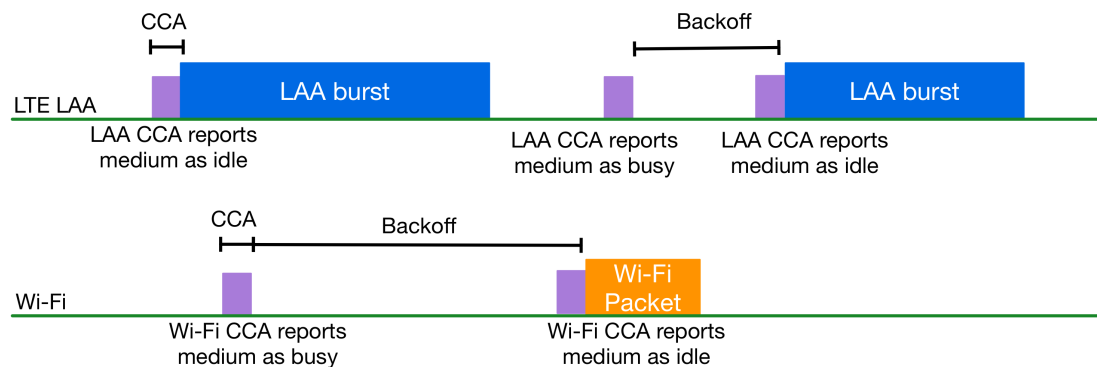 CCA
Backoff
LAA burst
LAA burst
LTE LAA
LAA CCA reports
medium as idle
LAA CCA reports
medium as busy
LAA CCA reports
medium as idle
CCA
Backoff
Wi-Fi
Packet
Wi-Fi
Wi-Fi CCA reports
medium as busy
Wi-Fi CCA reports
medium as idle